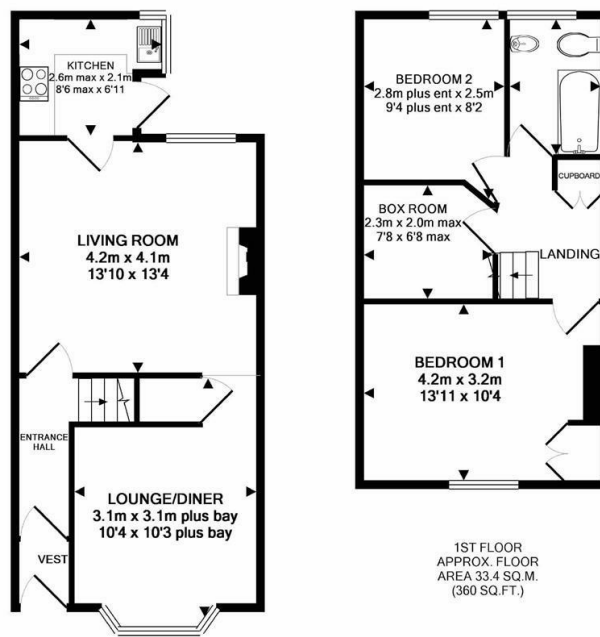 KITCHEN
2.6m max x 2.1m
8'6 max x 6'11
LIVING ROOM
4.2m x 4.1m
13'10 x 13'4
ENTRANCE
HALL
LOUNGE/DINER
3.1m x 3.1m plus bay
10'4 x 10'3 plus bay
VEST
BEDROOM 2
2.8m plus ent x 2.5m
9'4 plus ent x 8'2
CUPBOARD
BOX ROOM
2.3m x 2.0m max
7'8 x 6'8 max
LANDING
BEDROOM 1
4.2m x 3.2m
13'11 x 10'4
1ST FLOOR
APPROX. FLOOR
AREA 33.4 SQ.M.
(360 SQ.FT.)